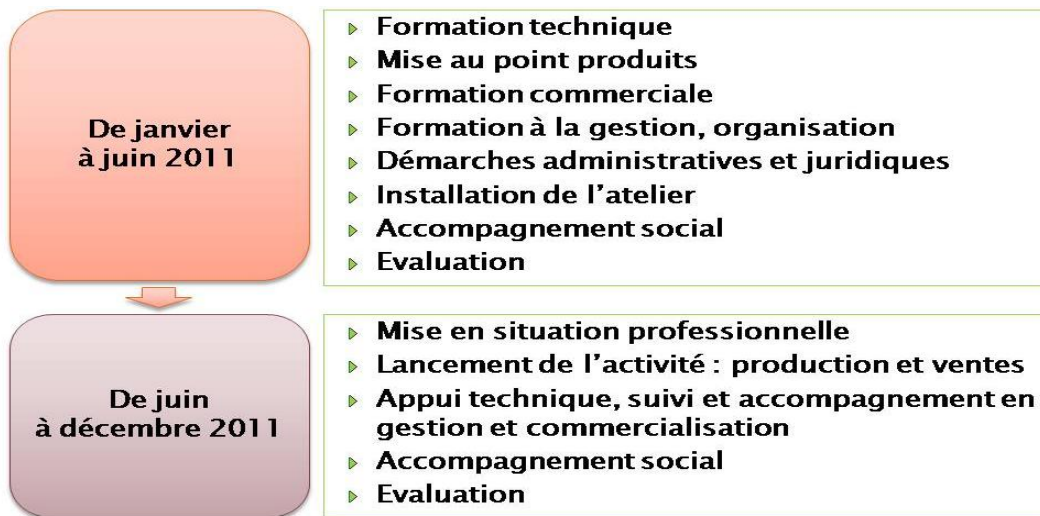 De janvier
à juin 2011
Formation technique
Mise au point produits
Formation commerciale
Formation à la gestion, organisation
Démarches administratives et juridiques
Installation de l’atelier
Accompagnement social
Evaluation
De juin
à décembre 2011
Mise en situation professionnelle
Lancement de l’activité : production et ventes
Appui technique, suivi et accompagnement en
gestion et commercialisation
Accompagnement social
Evaluation